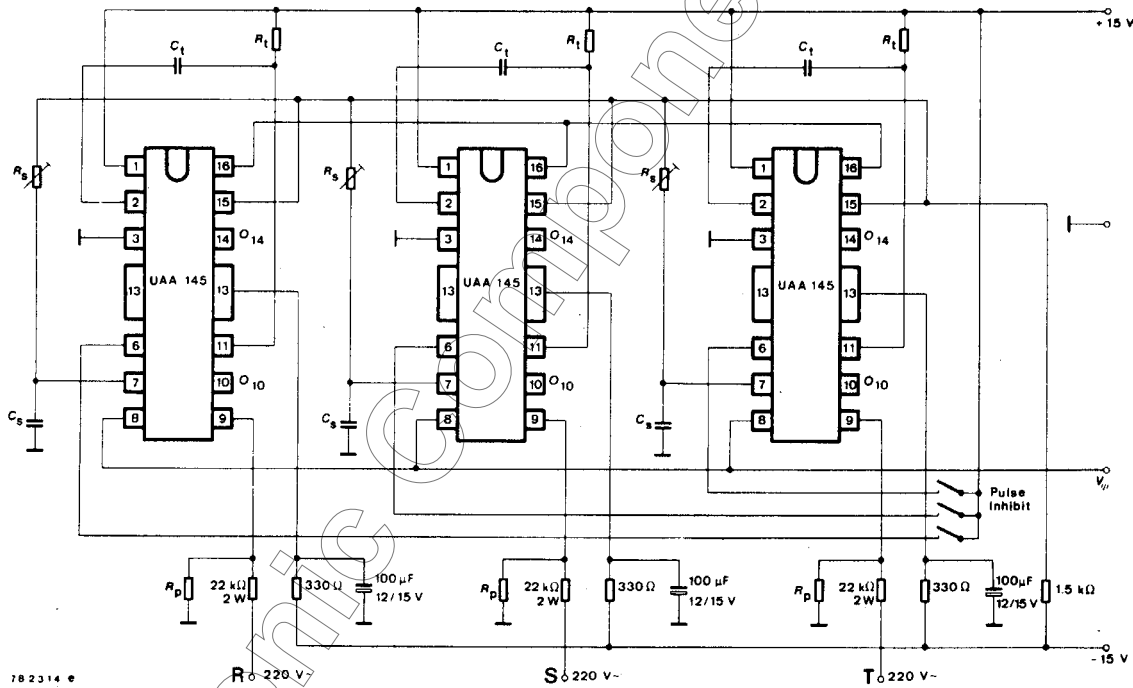 + 15 V
Rt
Rt
Rt
Ct
Ct
Ct
Rs
Rs
Rs
1 16
2 15
3 14 O14
13 UAA 145 13
6 11
7 10 O10
8 9
1 16
2 15
3 14 O14
13 UAA 145 13
6 11
7 10 O10
8 9
1 16
2 15
3 14 O14
13 UAA 145 13
6 11
7 10 O10
8 9
Cs
Cs
Cs
Pulse
Inhibit
Rp
22 kΩ
2 W
330 Ω
100 µF
12/15 V
Rp
22 kΩ
2W
330 Ω
100 µF
12/15 V
Rp
22 kΩ
2W
330 Ω
100µF
12/15 V
1.5 kΩ
- 15 V
R 220 V~
S 220 V~
T 220 V~
782314 e
nic Compone